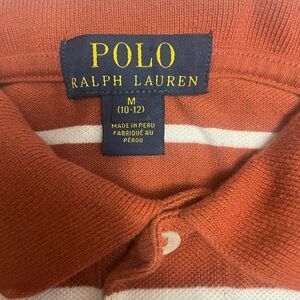 POLO
RALPH LAUREN
M
(10-12)
MADE IN PERU
FABRIQUÉ AU
PÉROU